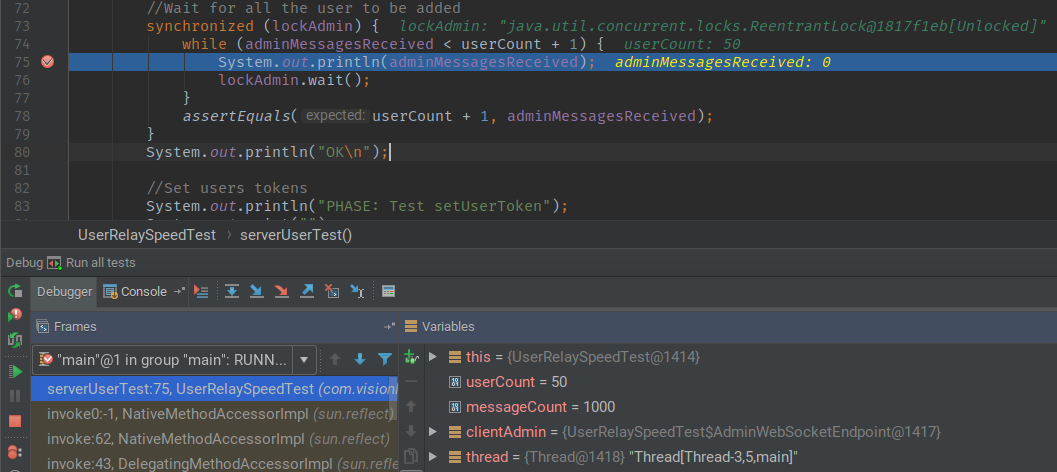 72 //Wait for all the user to be added
73 synchronized (lockAdmin) { lockAdmin: "java.util.concurrent.locks.ReentrantLock@1817f1eb[Unlocked]"
74 while (adminMessagesReceived < userCount + 1) { userCount: 50
75 System.out.println(adminMessagesReceived); adminMessagesReceived: 0
76 lockAdmin.wait();
77 }
78 assertEquals( expected: userCount + 1, adminMessagesReceived);
79 }
80 System.out.println("OK\n");
81
82 //Set users tokens
83 System.out.println("PHASE: Test setUserToken");
UserRelaySpeedTest › serverUserTest()
Debug Run all tests
Debugger Console
Frames
Variables
"main"@1 in group "main": RUNN...
this = {UserRelaySpeedTest@1414}
serverUserTest:75, UserRelaySpeedTest (com.vision
userCount = 50
invoke0:-1, NativeMethodAccessorImpl (sun.reflect)
messageCount = 1000
invoke:62, NativeMethodAccessorImpl (sun.reflect)
clientAdmin = {UserRelaySpeedTest$AdminWebSocketEndpoint@1417}
invoke:43, DelegatingMethodAccessorImpl (sun.reflect
thread = {Thread@1418} "Thread[Thread-3,5,main]"